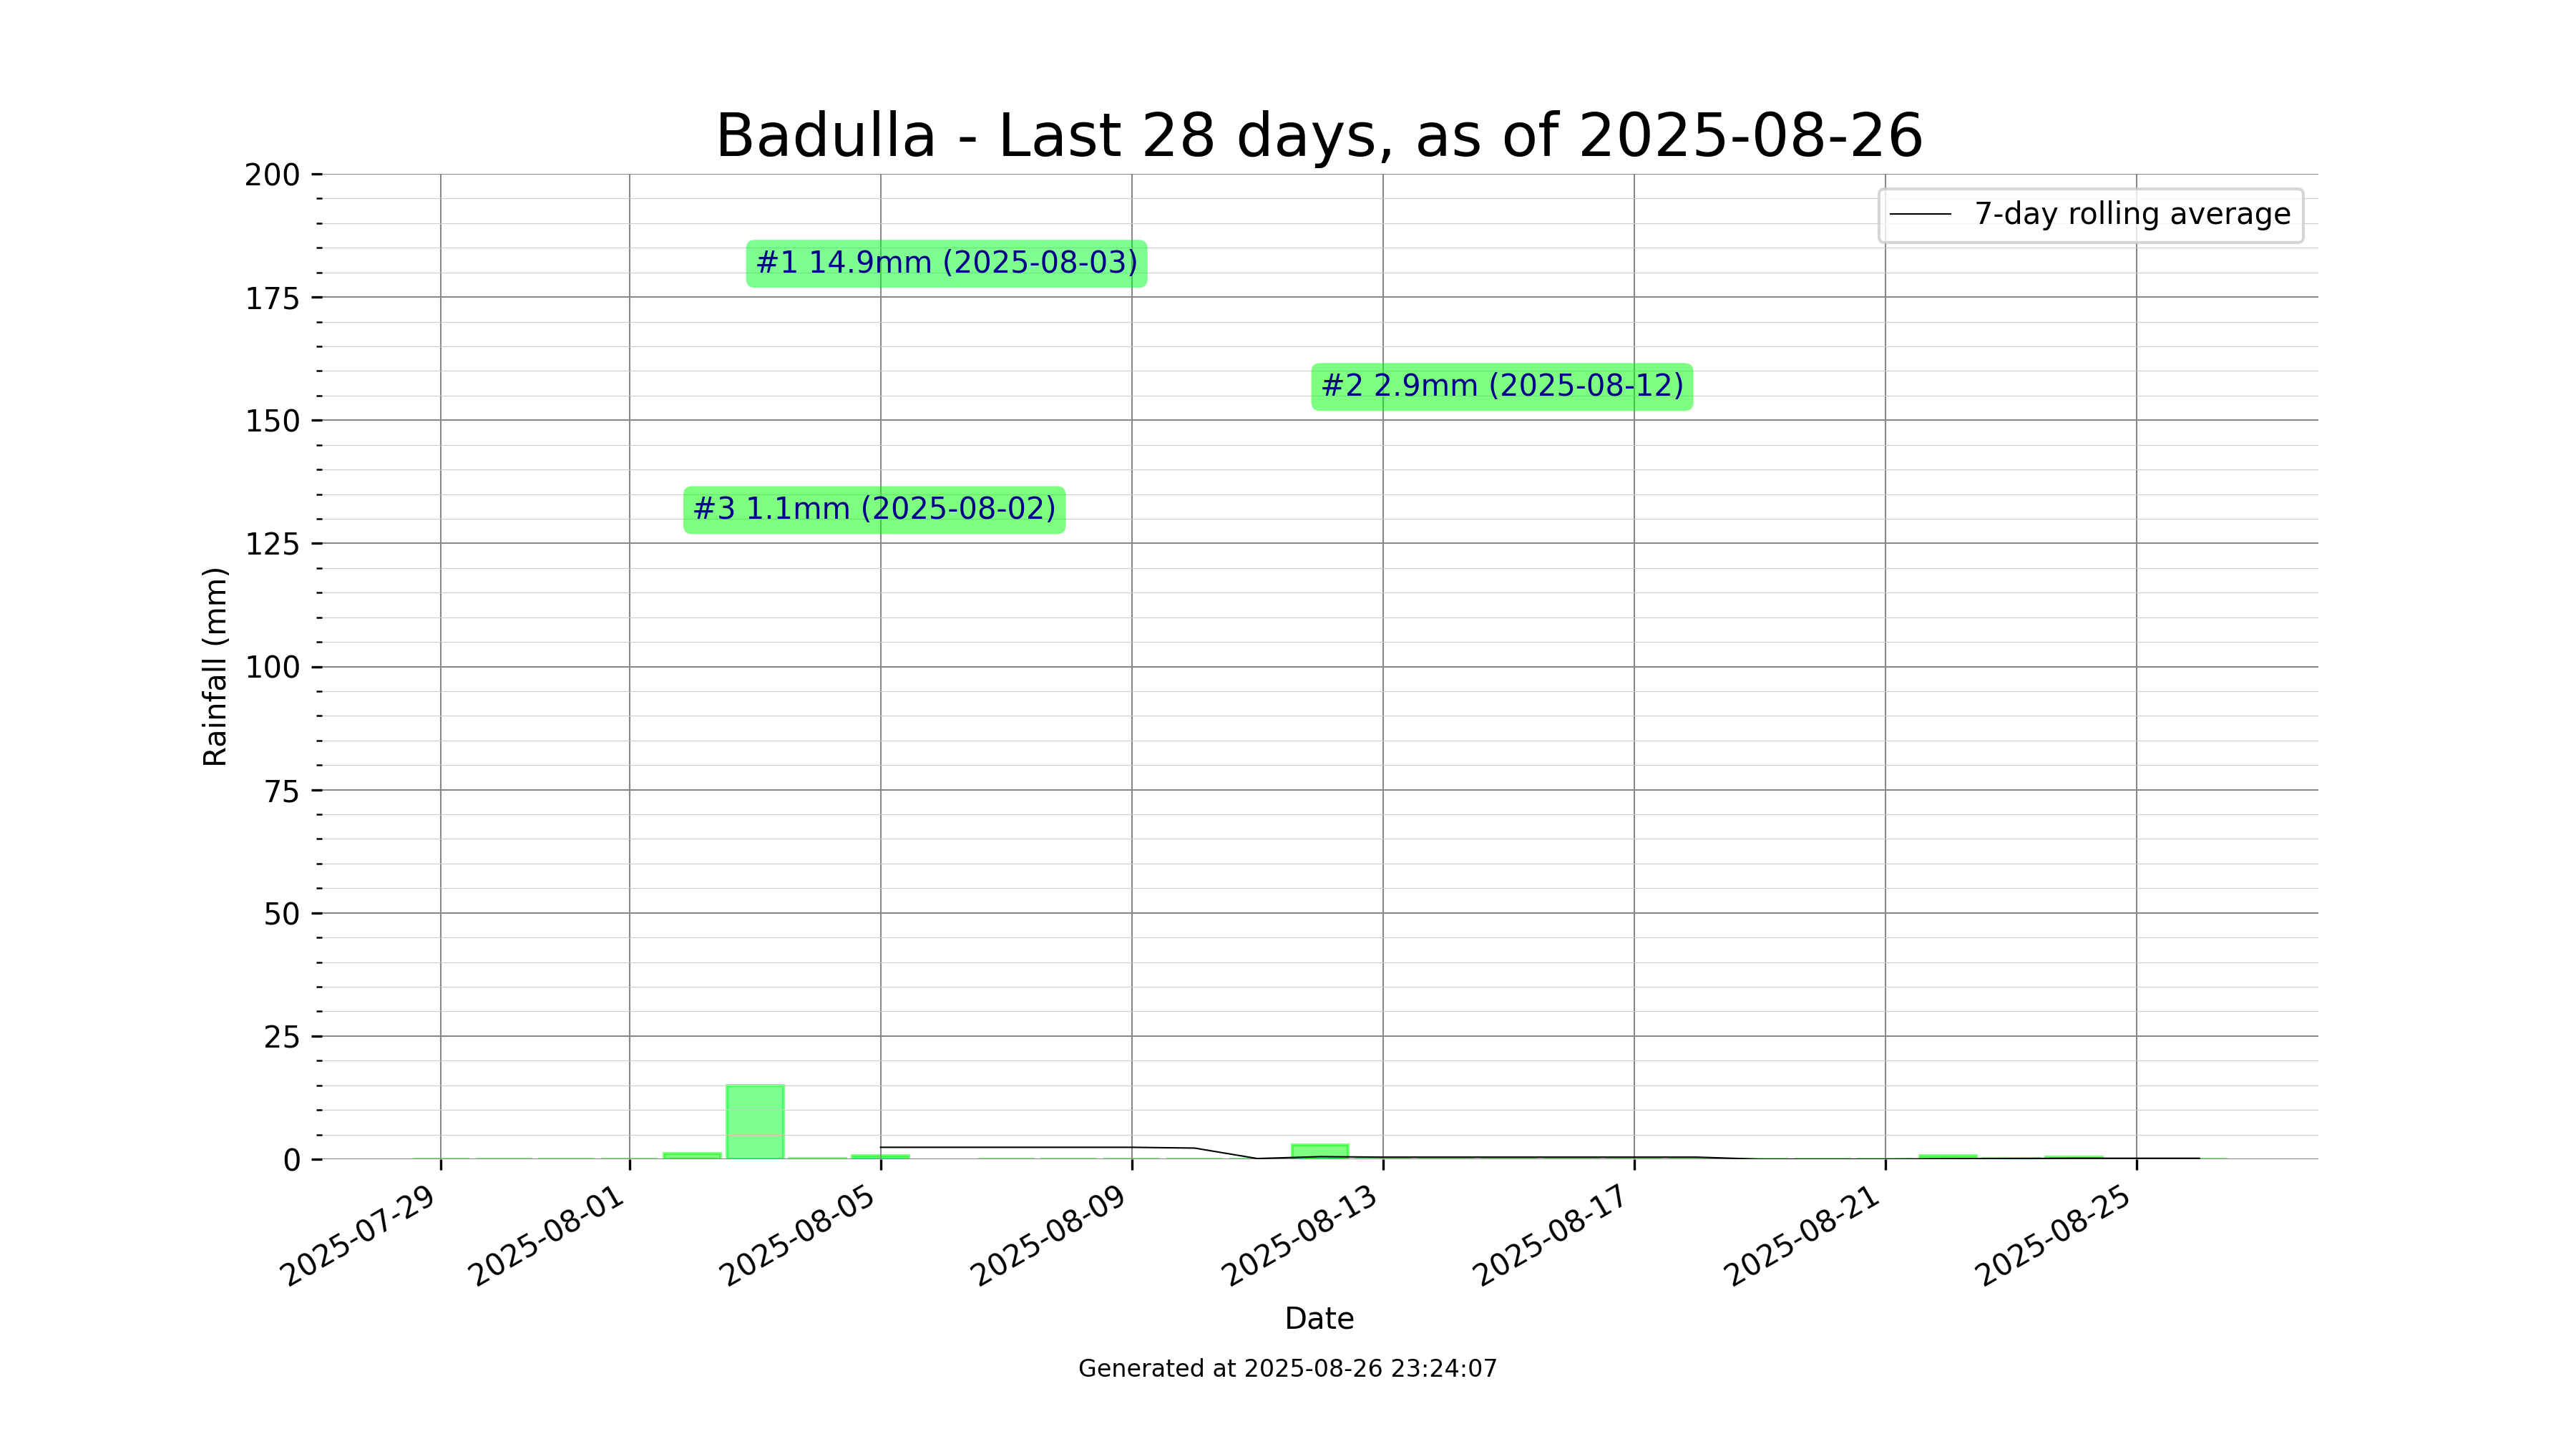 Badulla - Last 28 days, as of 2025-08-26
200
175
150
125
100
75
50
25
0
Rainfall (mm)
7-day rolling average
#1 14.9mm (2025-08-03)
#2 2.9mm (2025-08-12)
#3 1.1mm (2025-08-02)
2025-07-29
2025-08-01
2025-08-05
2025-08-09
2025-08-13
2025-08-17
2025-08-21
2025-08-25
Date
Generated at 2025-08-26 23:24:07